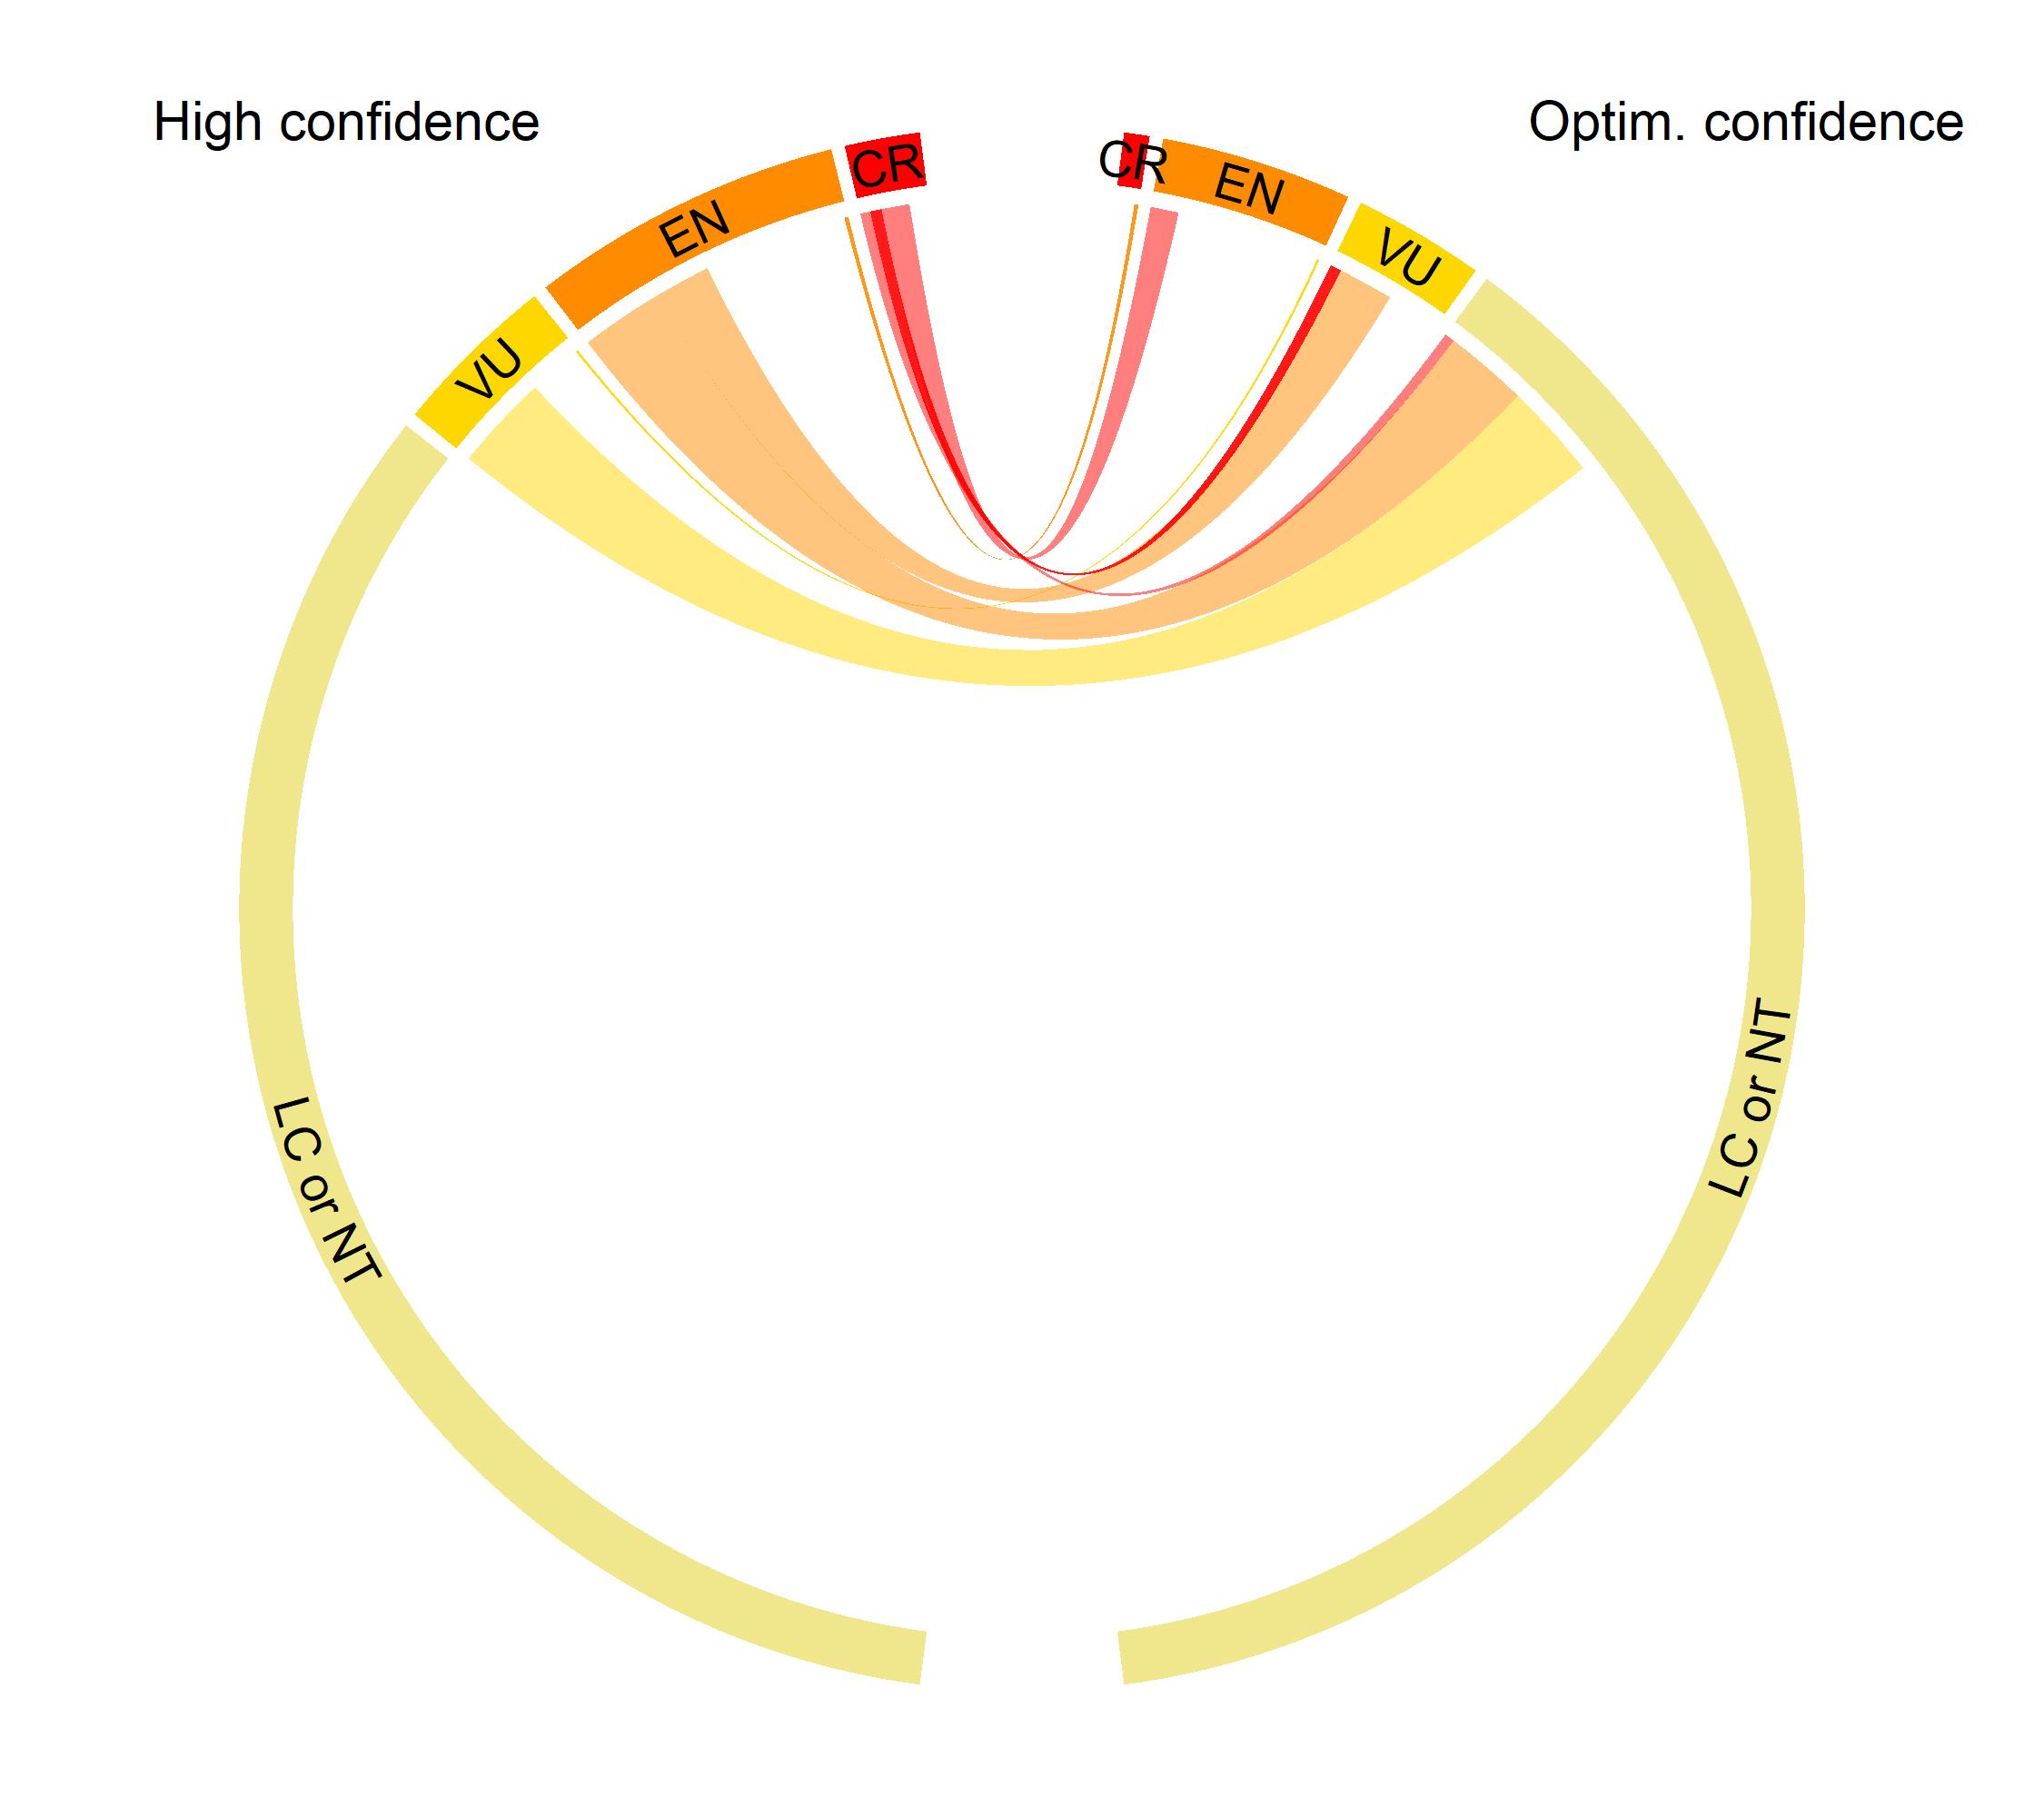 High confidence
Optim. confidence
CR
CR
EN
EN
VU
VU
LC or NT
LC or NT